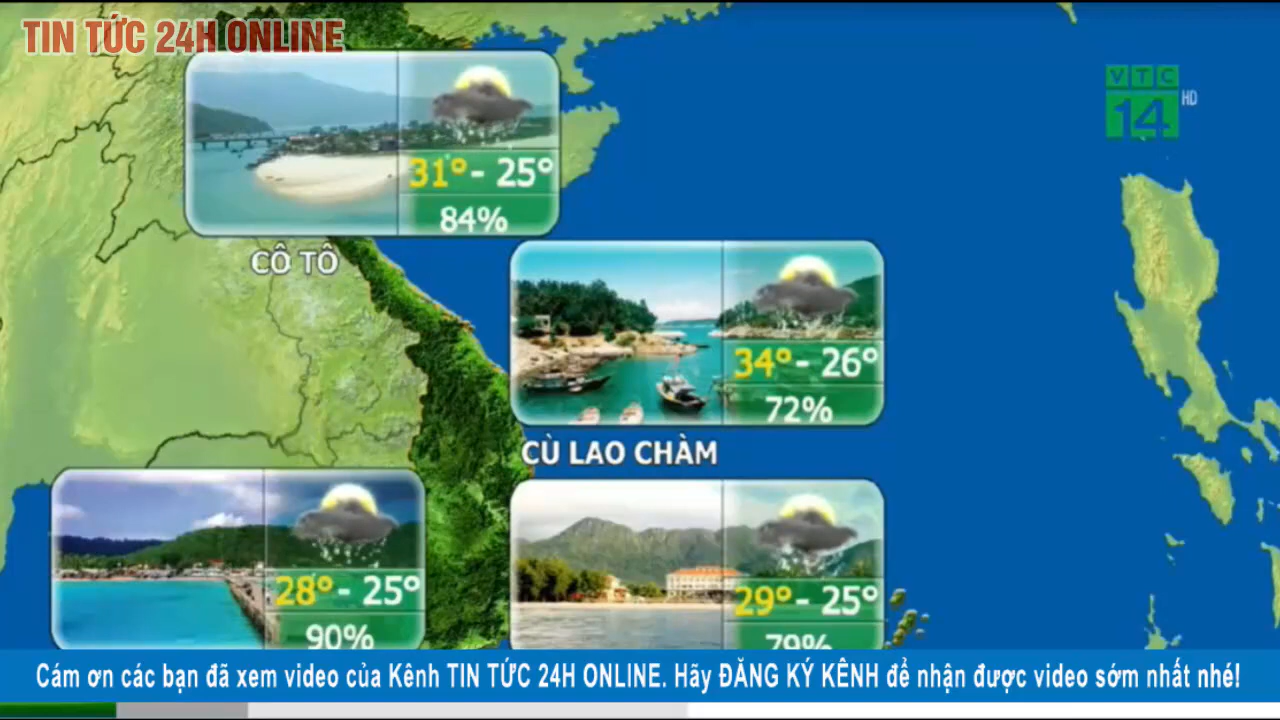 TIN TỨC 24H ONLINE
VTC
14 HD
31° - 25°
84%
CÔ TÔ
34° - 26°
72%
CÙ LAO CHÀM
28° - 25°
90%
29° - 25°
79%
Cám ơn các bạn đã xem video của Kênh TIN TỨC 24H ONLINE. Hãy ĐĂNG KÝ KÊNH để nhận được video sớm nhất nhé!